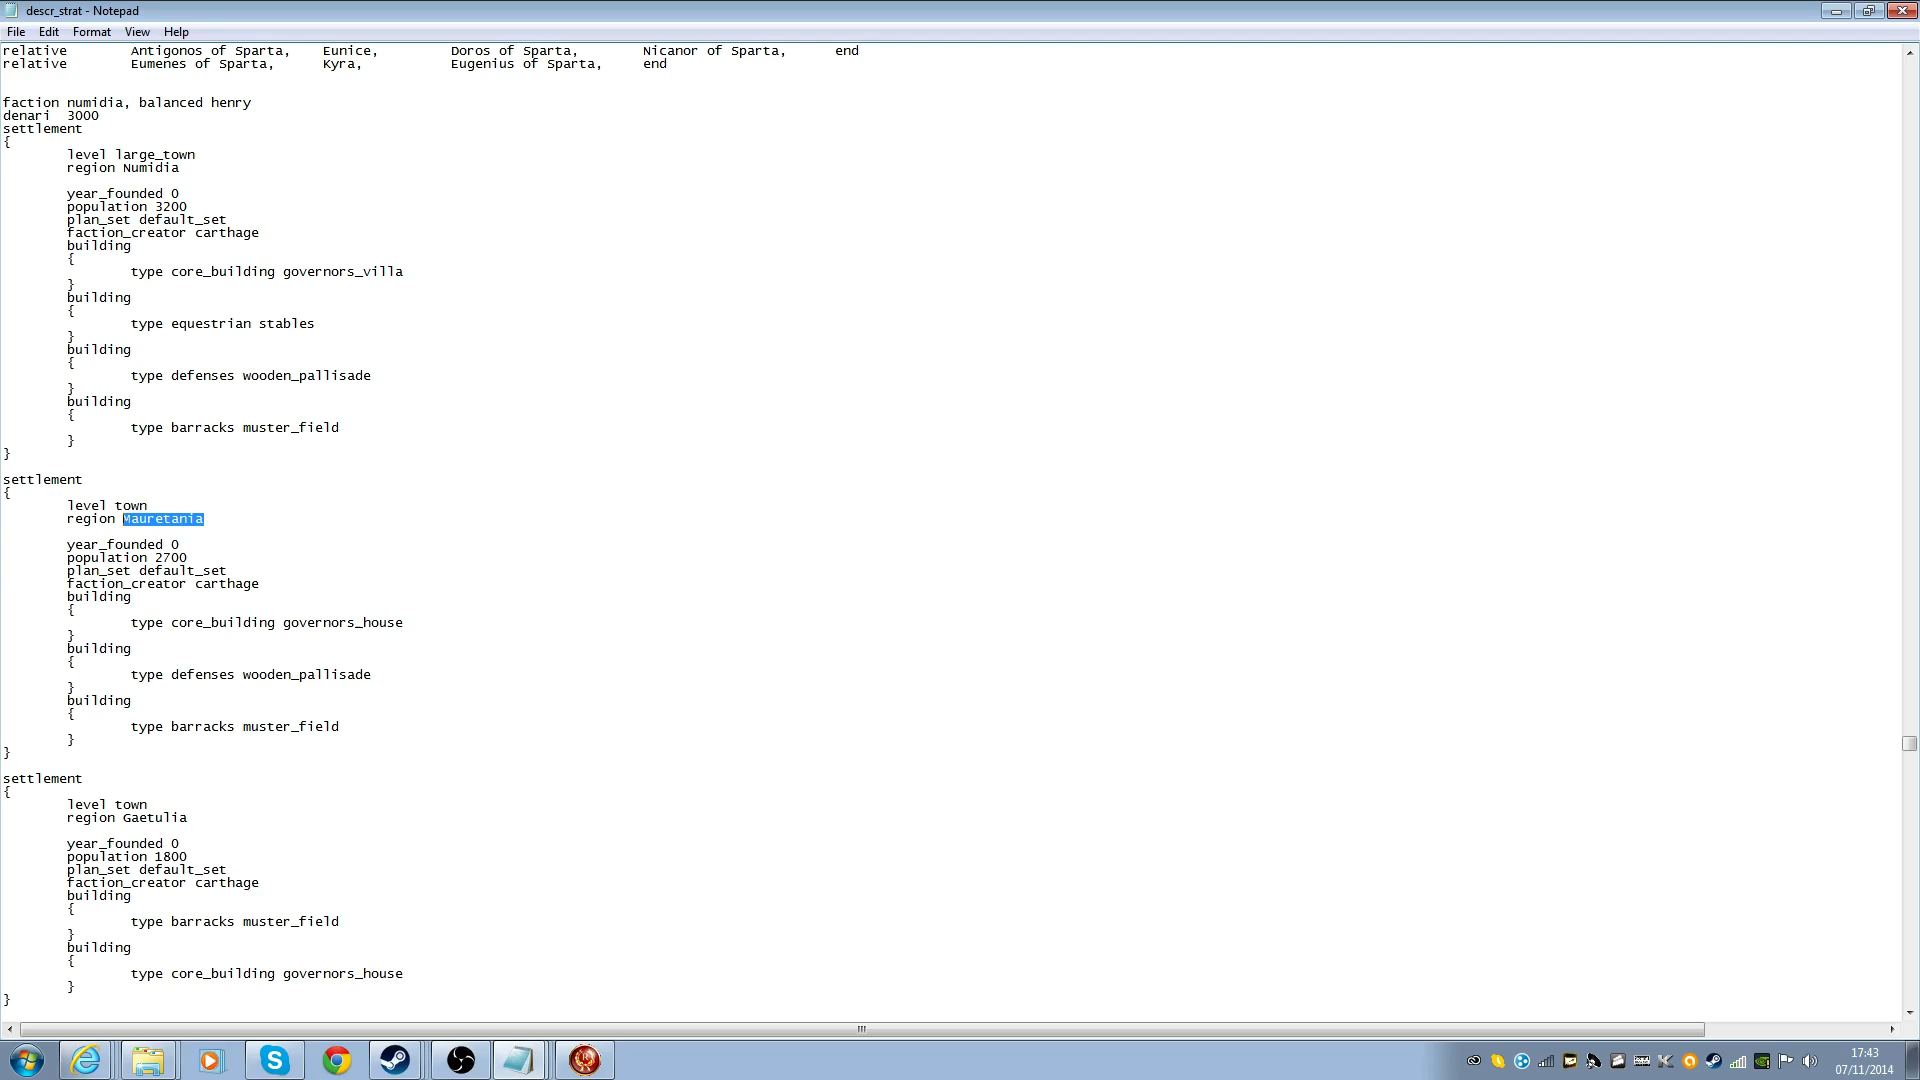 descr_strat - Notepad
File Edit Format View Help
relative Antigonos of Sparta, Eunice, Doros of Sparta, Nicanor of Sparta, end
relative Eumenes of Sparta, Kyra, Eugenius of Sparta, end
faction numidia, balanced henry
denari 3000
settlement
{
level large_town
region Numidia
year_founded 0
population 3200
plan_set default_set
faction_creator carthage
building
{
type core_building governors_villa
}
building
{
type equestrian stables
}
building
{
type defenses wooden_pallisade
}
building
{
type barracks muster_field
}
}
settlement
{
level town
region Mauretania
year_founded 0
population 2700
plan_set default_set
faction_creator carthage
building
{
type core_building governors_house
}
building
{
type defenses wooden_pallisade
}
building
{
type barracks muster_field
}
}
settlement
{
level town
region Gaetulia
year_founded 0
population 1800
plan_set default_set
faction_creator carthage
building
{
type barracks muster_field
}
building
{
type core_building governors_house
}
}
17:43
07/11/2014